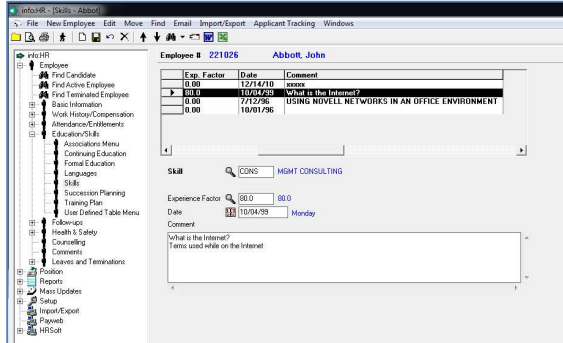 info:HR - [Skills - Abbot]
File New Employee Edit Move Find Email Import/Export Applicant Tracking Windows
info:HR
Employee
Find Candidate
Find Active Employee
Find Terminated Employee
Basic Information
Work History/Compensation
Attendance/Entitlements
Education/Skills
Associations Menu
Continuing Education
Formal Education
Languages
Skills
Succession Planning
Training Plan
User Defined Table Menu
Follow-ups
Health & Safety
Counselling
Comments
Leaves and Terminations
Position
Reports
Mass Updates
Setup
Import/Export
Payweb
HRSoft
Employee # 221026 Abbott, John
Exp. Factor Date Comment
0.00 12/14/10 xxxxx
80.0 10/04/99 What is the Internet?
0.00 7/12/96 USING NOVELL NETWORKS IN AN OFFICE ENVIRONMENT
0.00 10/01/96
Skill CONS MGMT CONSULTING
Experience Factor 80.0 80.0
Date 10/04/99 Monday
Comment
What is the Internet?
Terms used while on the Internet